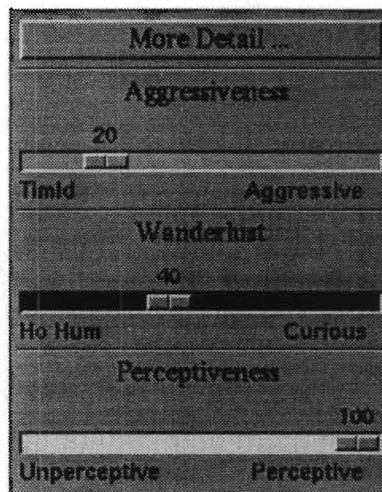 More Detail ...
Aggressiveness
20
Timid Aggressive
Wanderlust
40
Ho Hum Curious
Perceptiveness
100
Unperceptive Perceptive